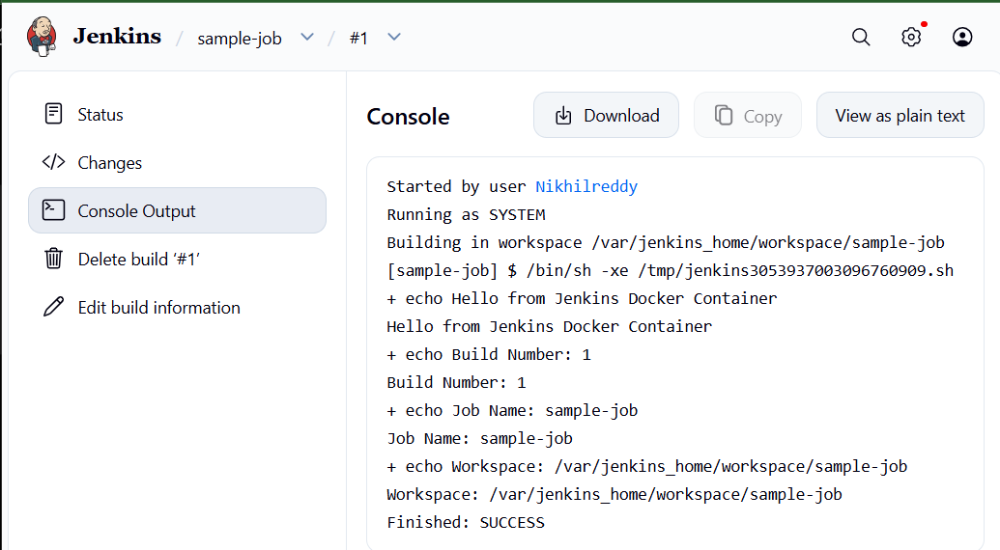 Jenkins / sample-job / #1
Status
Changes
Console Output
Delete build ‘#1’
Edit build information
Console
Download
Copy
View as plain text
Started by user Nikhilreddy
Running as SYSTEM
Building in workspace /var/jenkins_home/workspace/sample-job
[sample-job] $ /bin/sh -xe /tmp/jenkins3053937003096760909.sh
+ echo Hello from Jenkins Docker Container
Hello from Jenkins Docker Container
+ echo Build Number: 1
Build Number: 1
+ echo Job Name: sample-job
Job Name: sample-job
+ echo Workspace: /var/jenkins_home/workspace/sample-job
Workspace: /var/jenkins_home/workspace/sample-job
Finished: SUCCESS